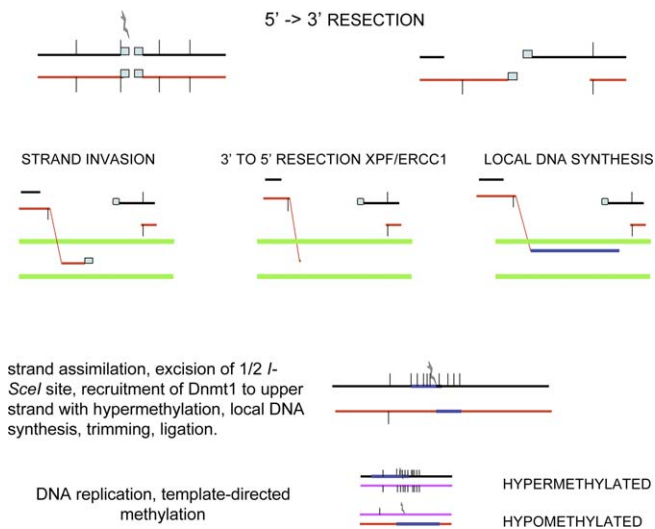 5' -> 3' RESECTION
STRAND INVASION
3' TO 5' RESECTION XPF/ERCC1
LOCAL DNA SYNTHESIS
strand assimilation, excision of 1/2 I-
SceI site, recruitment of Dnmt1 to upper
strand with hypermethylation, local DNA
synthesis, trimming, ligation.
DNA replication, template-directed
methylation
HYPERMETHYLATED
HYPOMETHYLATED